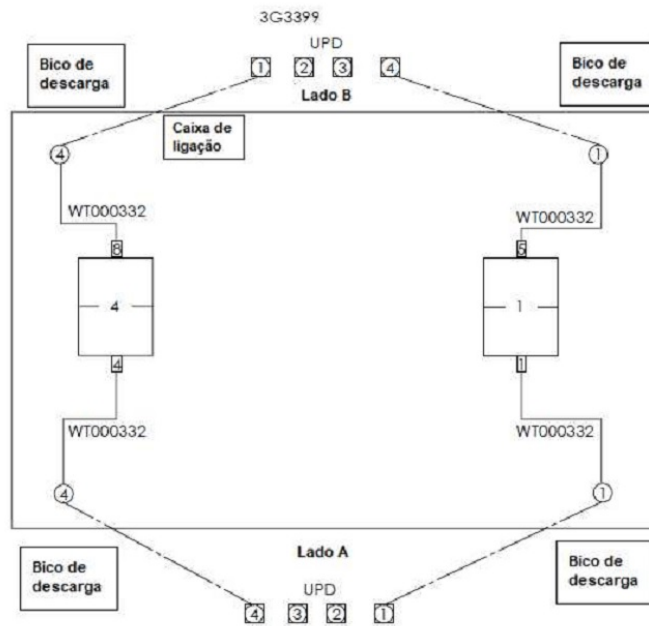 3G3399
UPD
Bico de
descarga
1 2 3 4
Bico de
descarga
Lado B
Caixa de
ligação
4
1
WT000332
WT000332
8
5
4
1
4
1
WT000332
WT000332
4
1
Lado A
Bico de
descarga
UPD
Bico de
descarga
4 3 2 1